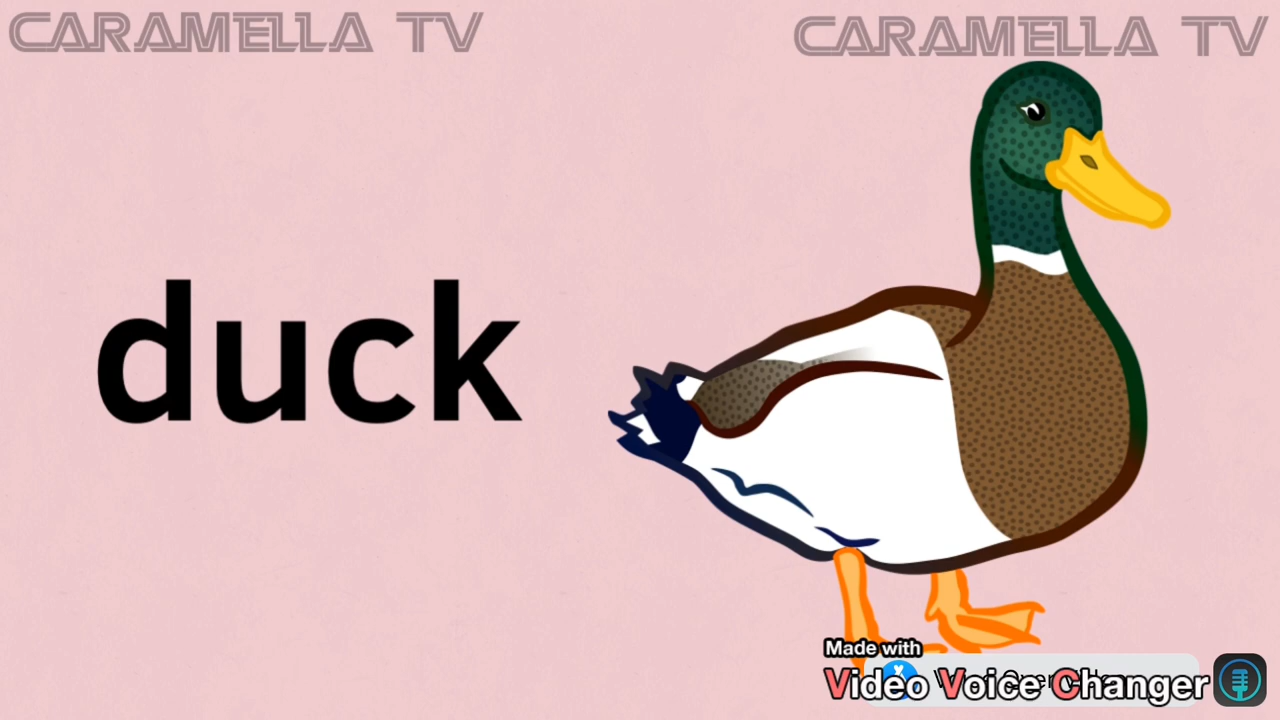 CARAMELLA TV
CARAMELLA TV
duck
Made with
Video Voice Changer